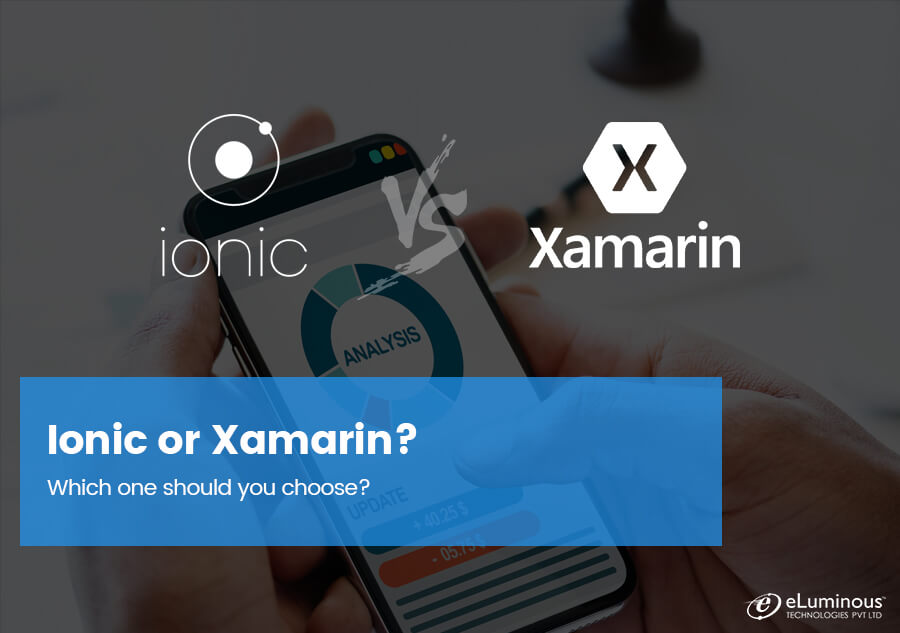 ionic
VS
Xamarin
ANALYSIS
Ionic or Xamarin?
Which one should you choose?
UPDATE
+ 40.25 $
- 05.75 $
eLuminous™
TECHNOLOGIES PVT LTD